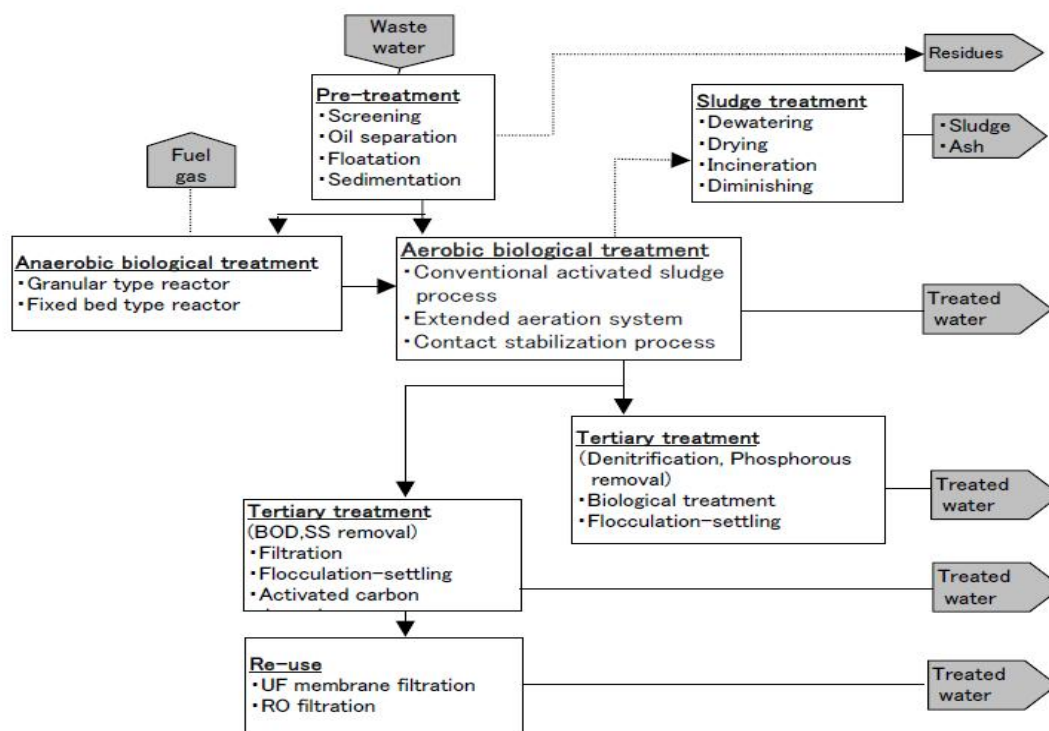 Waste
water
Residues
Pre-treatment
・Screening
・Oil separation
・Floatation
・Sedimentation
Sludge treatment
・Dewatering
・Drying
・Incineration
・Diminishing
・Sludge
・Ash
Fuel
gas
Anaerobic biological treatment
・Granular type reactor
・Fixed bed type reactor
Aerobic biological treatment
・Conventional activated sludge
process
・Extended aeration system
・Contact stabilization process
Treated
water
Tertiary treatment
(Denitrification, Phosphorous
removal)
・Biological treatment
・Flocculation-settling
Treated
water
Tertiary treatment
(BOD,SS removal)
・Filtration
・Flocculation-settling
・Activated carbon
Treated
water
Re-use
・UF membrane filtration
・RO filtration
Treated
water